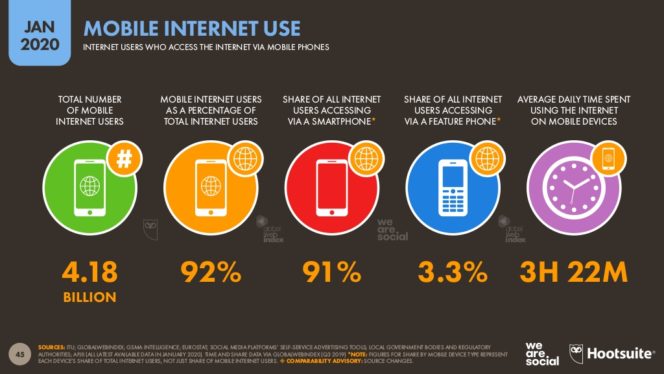 JAN
2020
MOBILE INTERNET USE
INTERNET USERS WHO ACCESS THE INTERNET VIA MOBILE PHONES
TOTAL NUMBER
OF MOBILE
INTERNET USERS
MOBILE INTERNET USERS
AS A PERCENTAGE OF
TOTAL INTERNET USERS
SHARE OF ALL INTERNET
USERS ACCESSING
VIA A SMARTPHONE*
SHARE OF ALL INTERNET
USERS ACCESSING
VIA A FEATURE PHONE*
AVERAGE DAILY TIME SPENT
USING THE INTERNET
ON MOBILE DEVICES
#
global
web
index
we
are
social
global
web
index
4.18
BILLION
92%
91%
3.3%
3H 22M
45
SOURCES: ITU; GLOBALWEBINDEX; GSMA INTELLIGENCE; EUROSTAT; SOCIAL MEDIA PLATFORMS' SELF-SERVICE ADVERTISING TOOLS; LOCAL GOVERNMENT BODIES AND REGULATORY
AUTHORITIES; APJII (ALL LATEST AVAILABLE DATA IN JANUARY 2020). TIME AND SHARE DATA VIA GLOBALWEBINDEX (Q3 2019). *NOTE: FIGURES FOR SHARE BY MOBILE DEVICE TYPE REPRESENT
EACH DEVICE'S SHARE OF TOTAL INTERNET USERS, NOT JUST SHARE OF MOBILE INTERNET USERS. COMPARABILITY ADVISORY: SOURCE CHANGES.
we
are
social
Hootsuite®